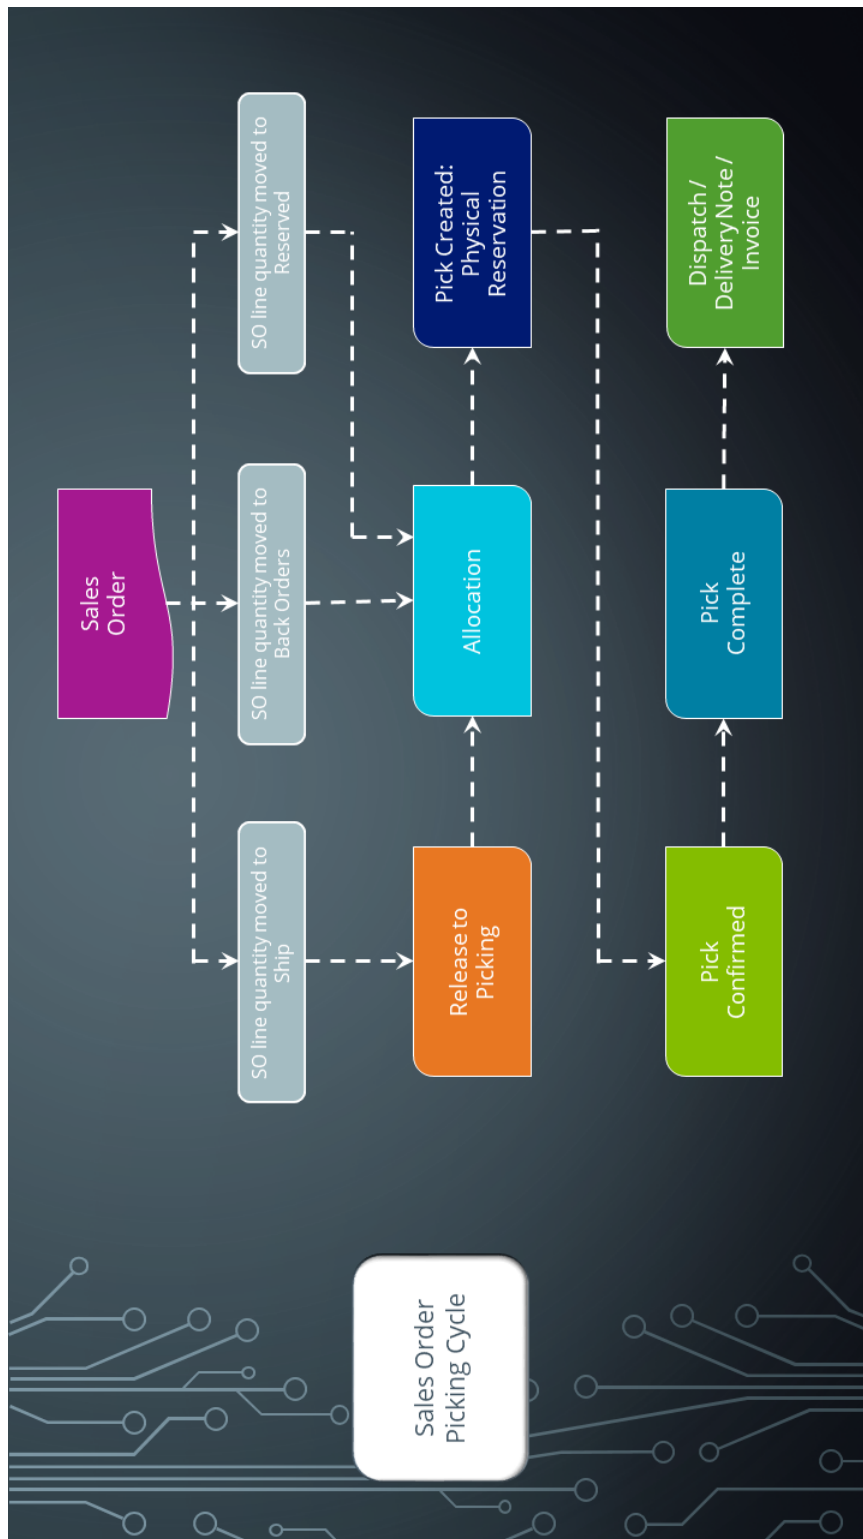 Sales Order
Picking Cycle
Sales
Order
SO line quantity moved to
Ship
SO line quantity moved to
Back Orders
SO line quantity moved to
Reserved
Release to
Picking
Allocation
Pick Created:
Physical
Reservation
Pick
Confirmed
Pick
Complete
Dispatch /
Delivery Note /
Invoice